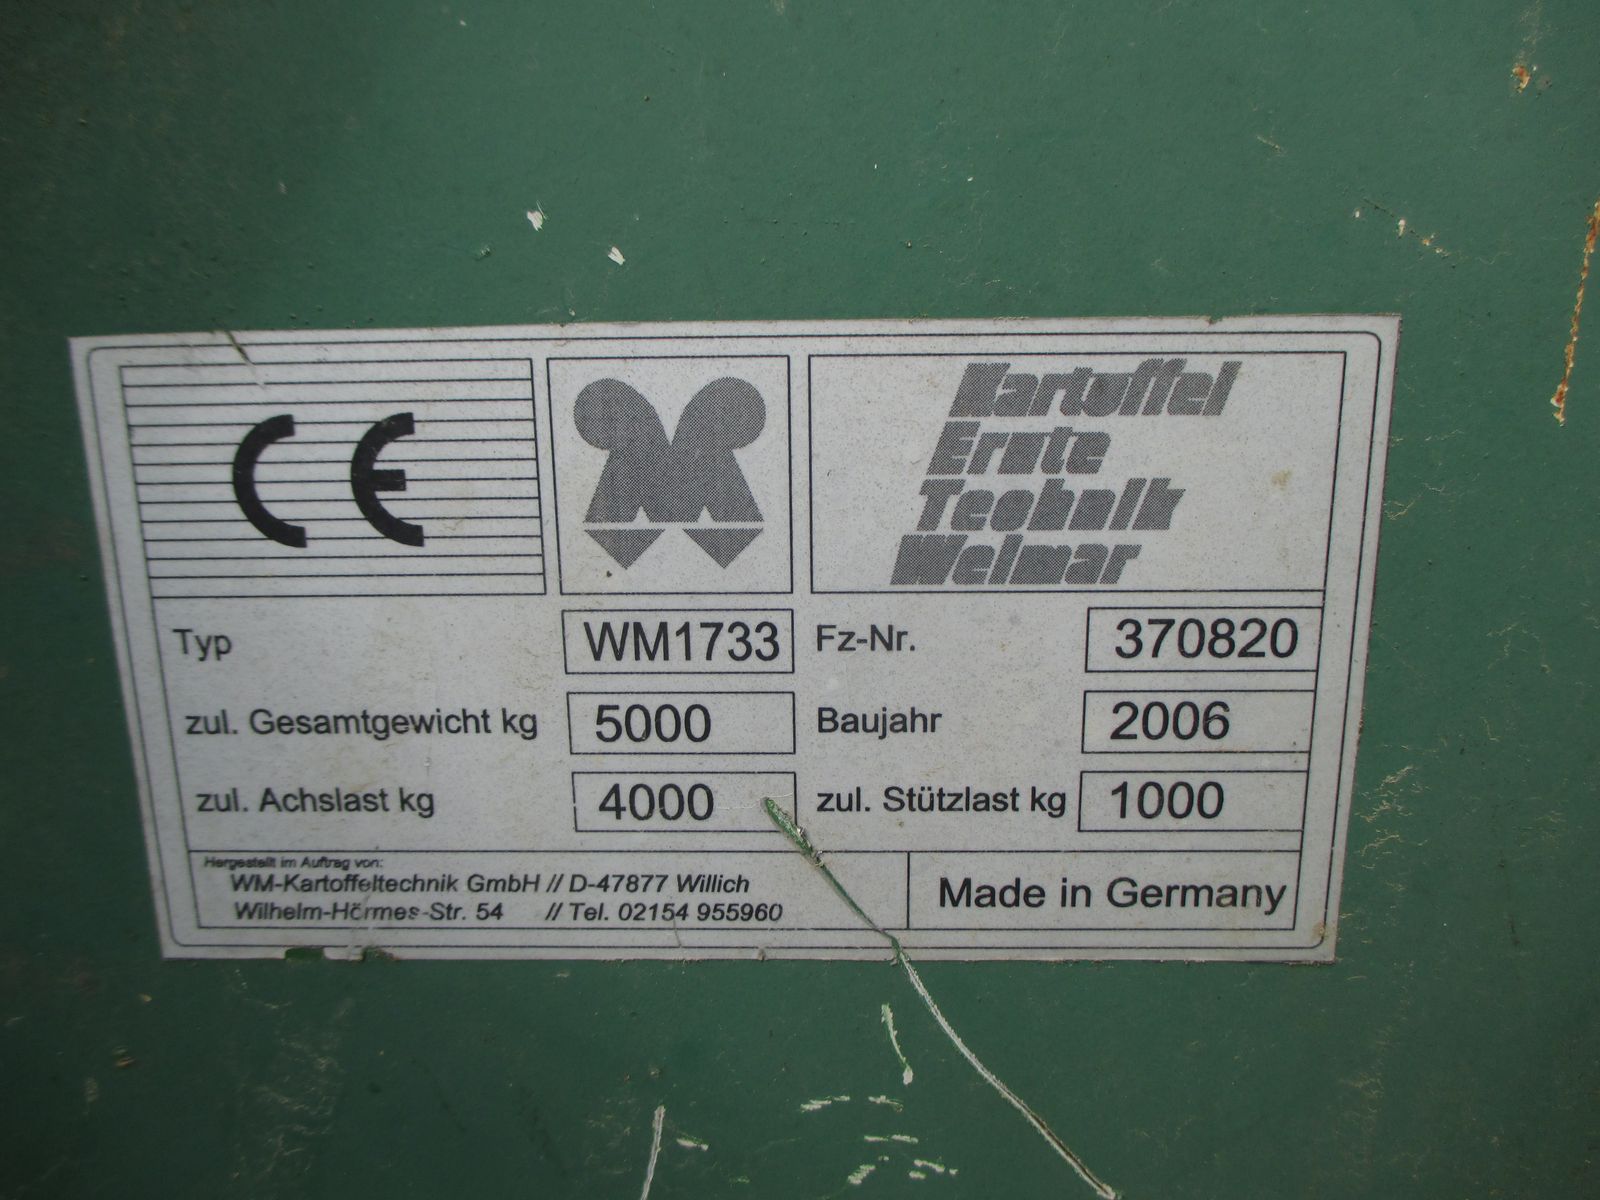 CE
Kartoffel
Ernte
Technik
Weimar
Typ WM1733 Fz-Nr. 370820
zul. Gesamtgewicht kg 5000 Baujahr 2006
zul. Achslast kg 4000 zul. Stützlast kg 1000
Hergestellt im Auftrag von:
WM-Kartoffeltechnik GmbH // D-47877 Willich
Wilhelm-Hörmes-Str. 54 // Tel. 02154 955960
Made in Germany